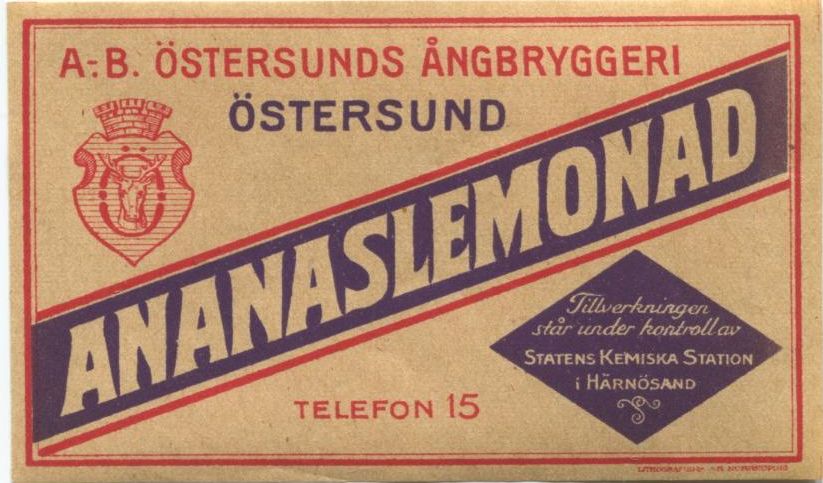 A.-B. ÖSTERSUNDS ÅNGBRYGGERI
ÖSTERSUND
ANANASLEMONAD
Tillverkningen
står under kontroll av
STATENS KEMISKA STATION
i HÄRNÖSAND
TELEFON 15